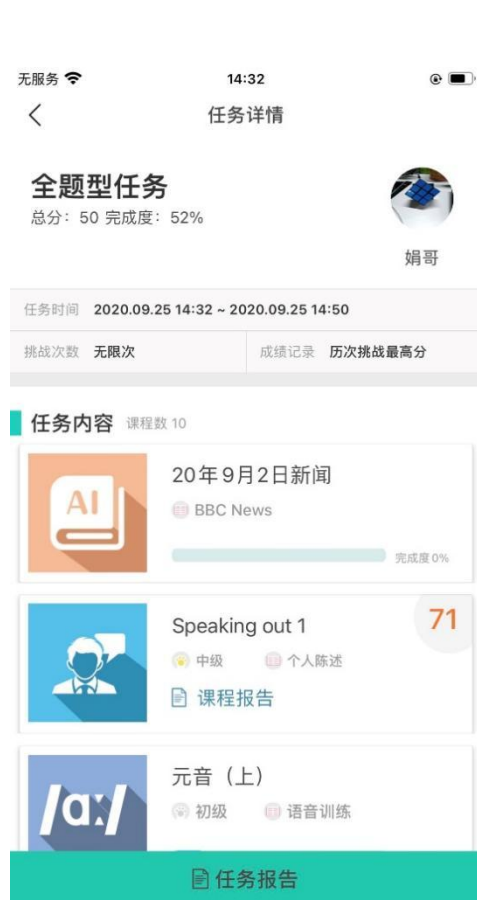 无服务 14:32
任务详情
全题型任务
总分：50 完成度：52%
娟哥
任务时间 2020.09.25 14:32 ~ 2020.09.25 14:50
挑战次数 无限次 成绩记录 历次挑战最高分
任务内容 课程数 10
AI
20年9月2日新闻
BBC News
完成度0%
71
Speaking out 1
中级 个人陈述
课程报告
/ɑː/
元音（上）
初级 语音训练
任务报告